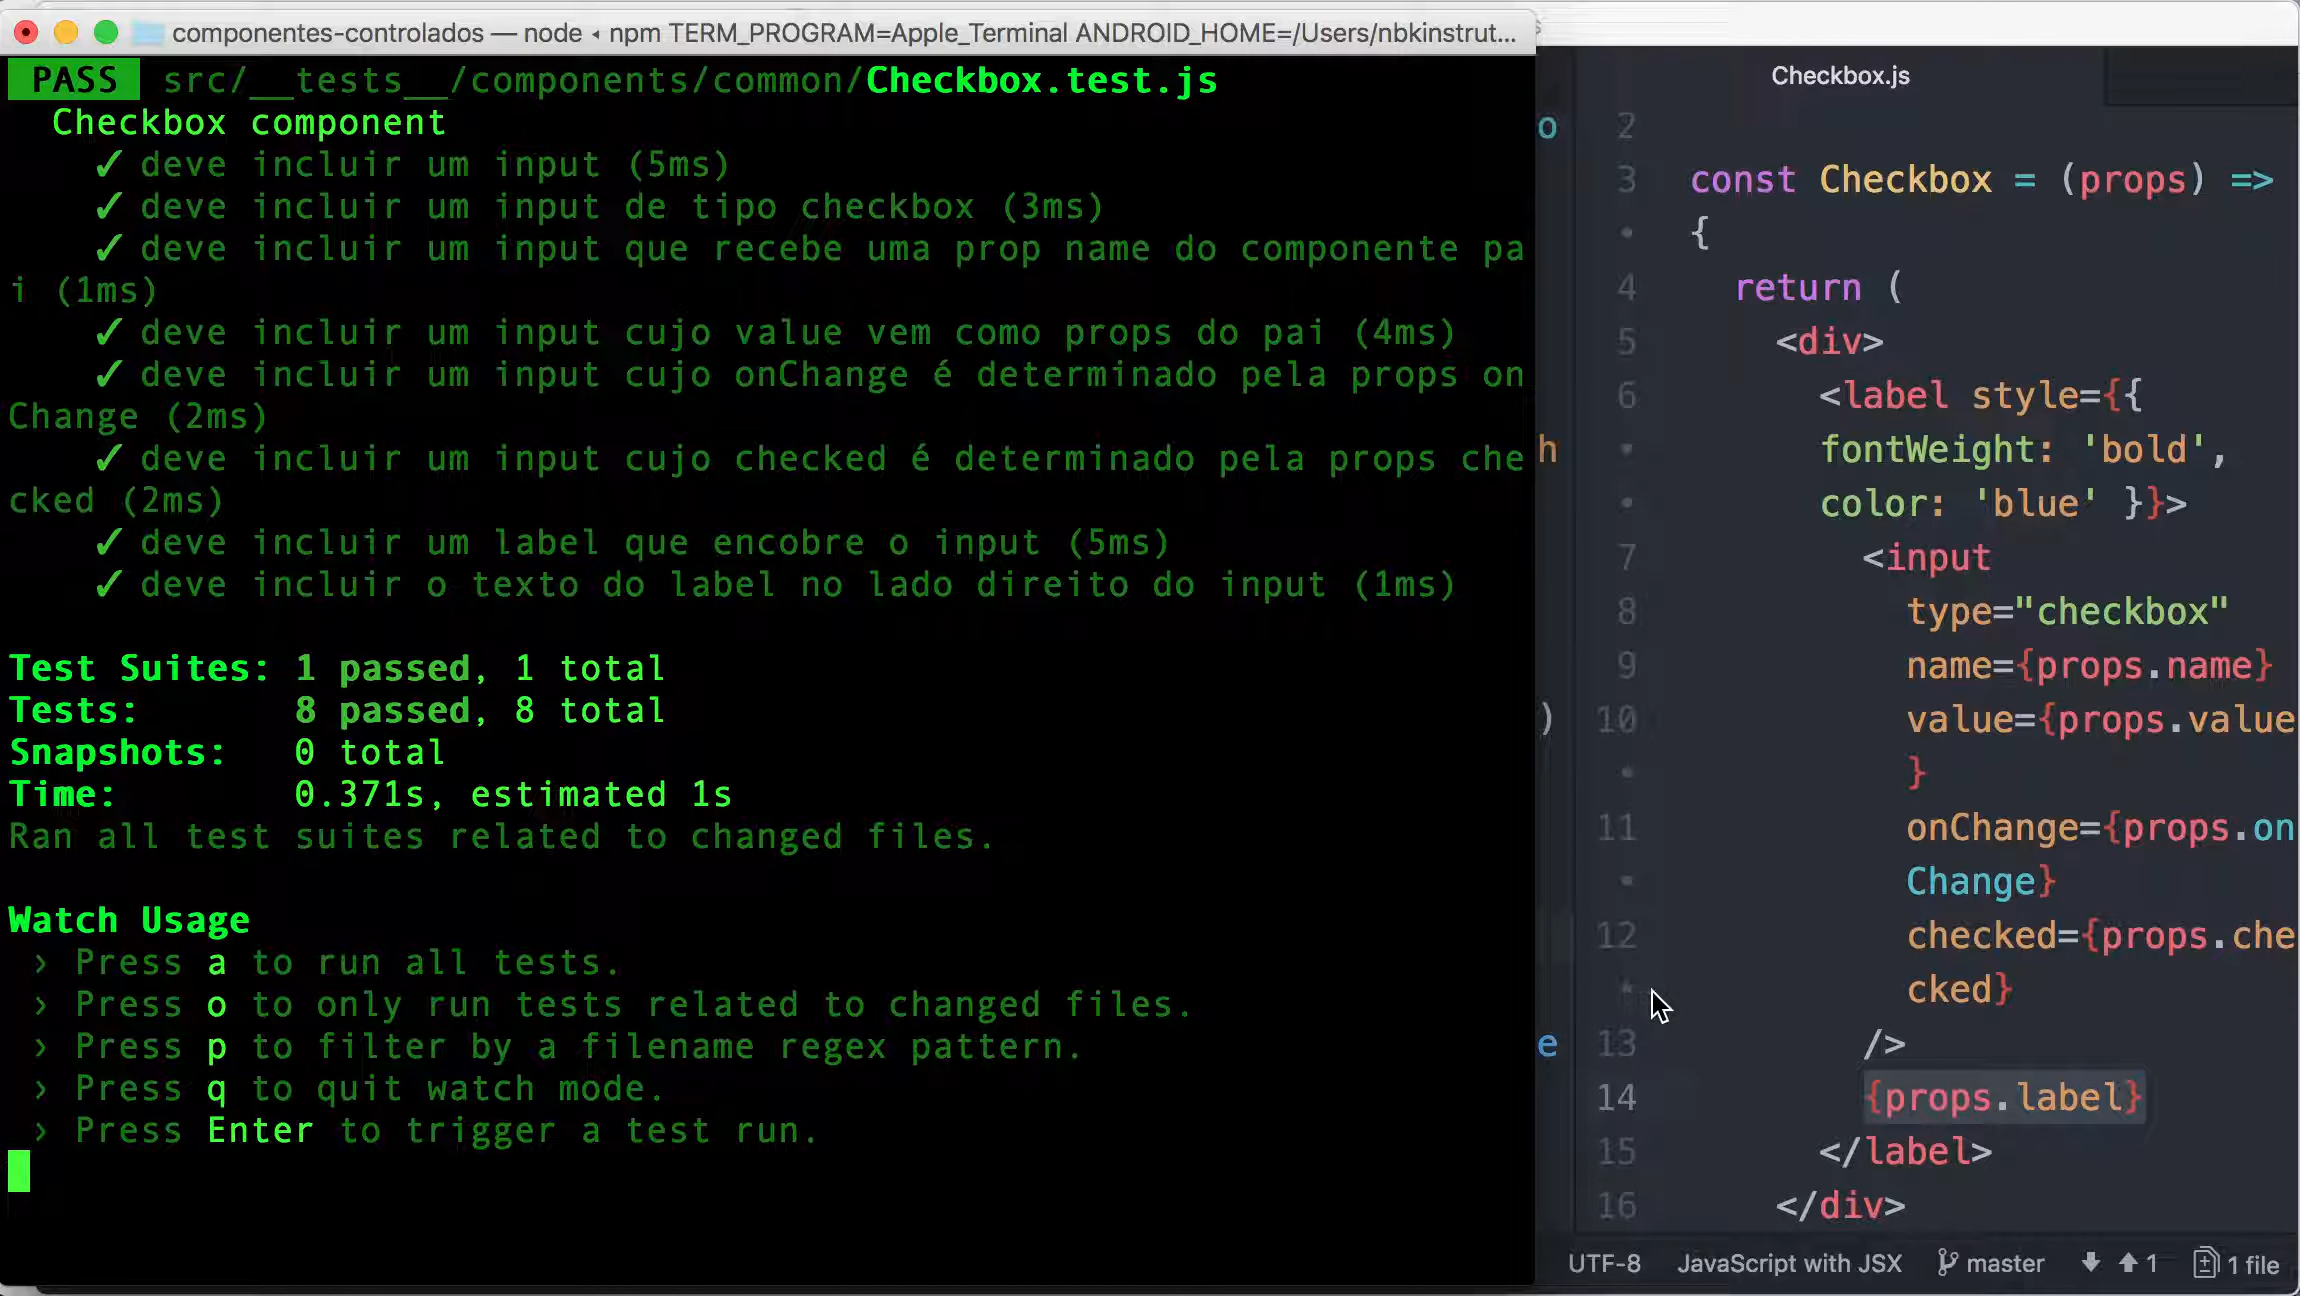 componentes-controlados — node ◂ npm TERM_PROGRAM=Apple_Terminal ANDROID_HOME=/Users/nbkinstrut...
PASS src/__tests__/components/common/Checkbox.test.js
Checkbox component
✓ deve incluir um input (5ms)
✓ deve incluir um input de tipo checkbox (3ms)
✓ deve incluir um input que recebe uma prop name do componente pa
i (1ms)
✓ deve incluir um input cujo value vem como props do pai (4ms)
✓ deve incluir um input cujo onChange é determinado pela props on
Change (2ms)
✓ deve incluir um input cujo checked é determinado pela props che
cked (2ms)
✓ deve incluir um label que encobre o input (5ms)
✓ deve incluir o texto do label no lado direito do input (1ms)
Test Suites: 1 passed, 1 total
Tests: 8 passed, 8 total
Snapshots: 0 total
Time: 0.371s, estimated 1s
Ran all test suites related to changed files.
Watch Usage
› Press a to run all tests.
› Press o to only run tests related to changed files.
› Press p to filter by a filename regex pattern.
› Press q to quit watch mode.
› Press Enter to trigger a test run.
Checkbox.js
o
h
)
e
2
3 const Checkbox = (props) =>
• {
4 return (
5 <div>
6 <label style={{
• fontWeight: 'bold',
• color: 'blue' }}>
7 <input
8 type="checkbox"
9 name={props.name}
10 value={props.value
• }
11 onChange={props.on
• Change}
12 checked={props.che
• cked}
13 />
14 {props.label}
15 </label>
16 </div>
UTF-8 JavaScript with JSX master 1 1 file